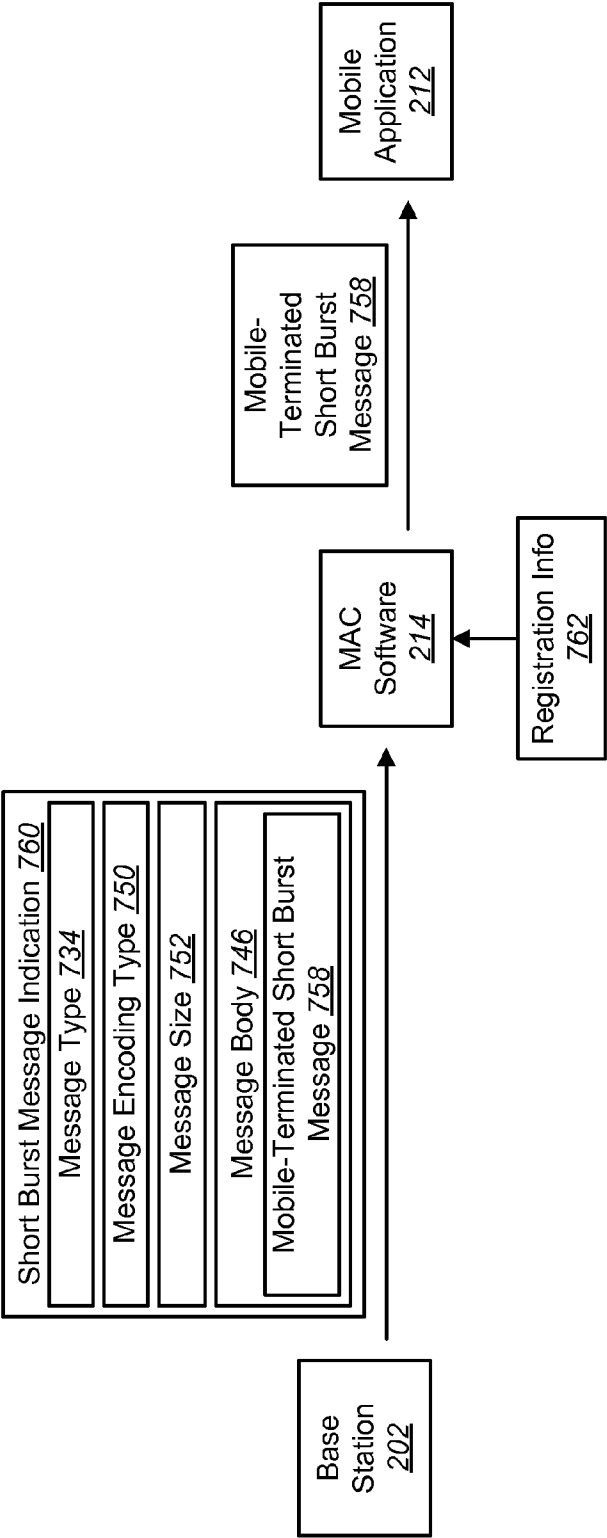 Short Burst Message Indication 760
Message Type 734
Message Encoding Type 750
Message Size 752
Message Body 746
Mobile-Terminated Short Burst
Message 758
Base
Station
202
MAC
Software
214
Registration Info
762
Mobile-
Terminated
Short Burst
Message 758
Mobile
Application
212